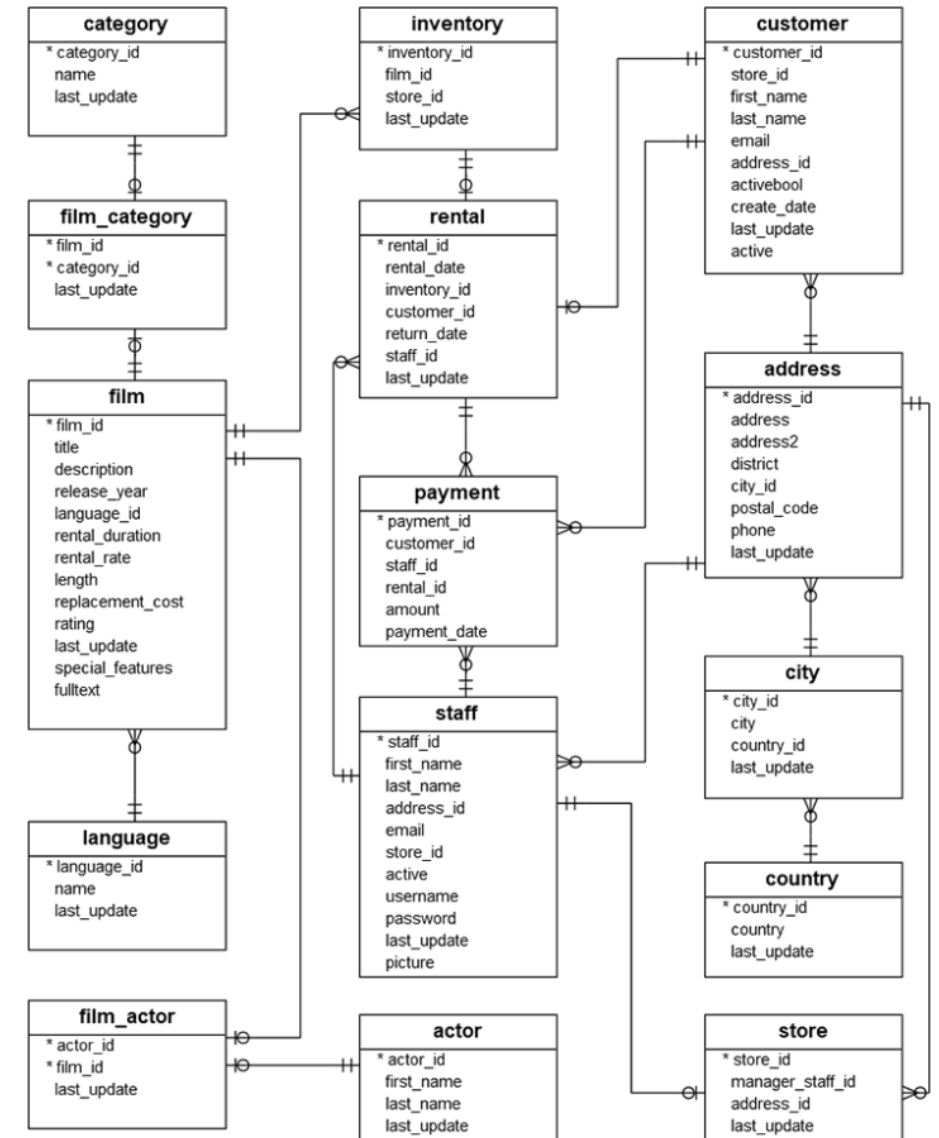 category
* category_id
name
last_update
film_category
* film_id
* category_id
last_update
film
* film_id
title
description
release_year
language_id
rental_duration
rental_rate
length
replacement_cost
rating
last_update
special_features
fulltext
language
* language_id
name
last_update
film_actor
* actor_id
* film_id
last_update
inventory
* inventory_id
film_id
store_id
last_update
rental
* rental_id
rental_date
inventory_id
customer_id
return_date
staff_id
last_update
payment
* payment_id
customer_id
staff_id
rental_id
amount
payment_date
staff
* staff_id
first_name
last_name
address_id
email
store_id
active
username
password
last_update
picture
actor
* actor_id
first_name
last_name
last_update
customer
* customer_id
store_id
first_name
last_name
email
address_id
activebool
create_date
last_update
active
address
* address_id
address
address2
district
city_id
postal_code
phone
last_update
city
* city_id
city
country_id
last_update
country
* country_id
country
last_update
store
* store_id
manager_staff_id
address_id
last_update